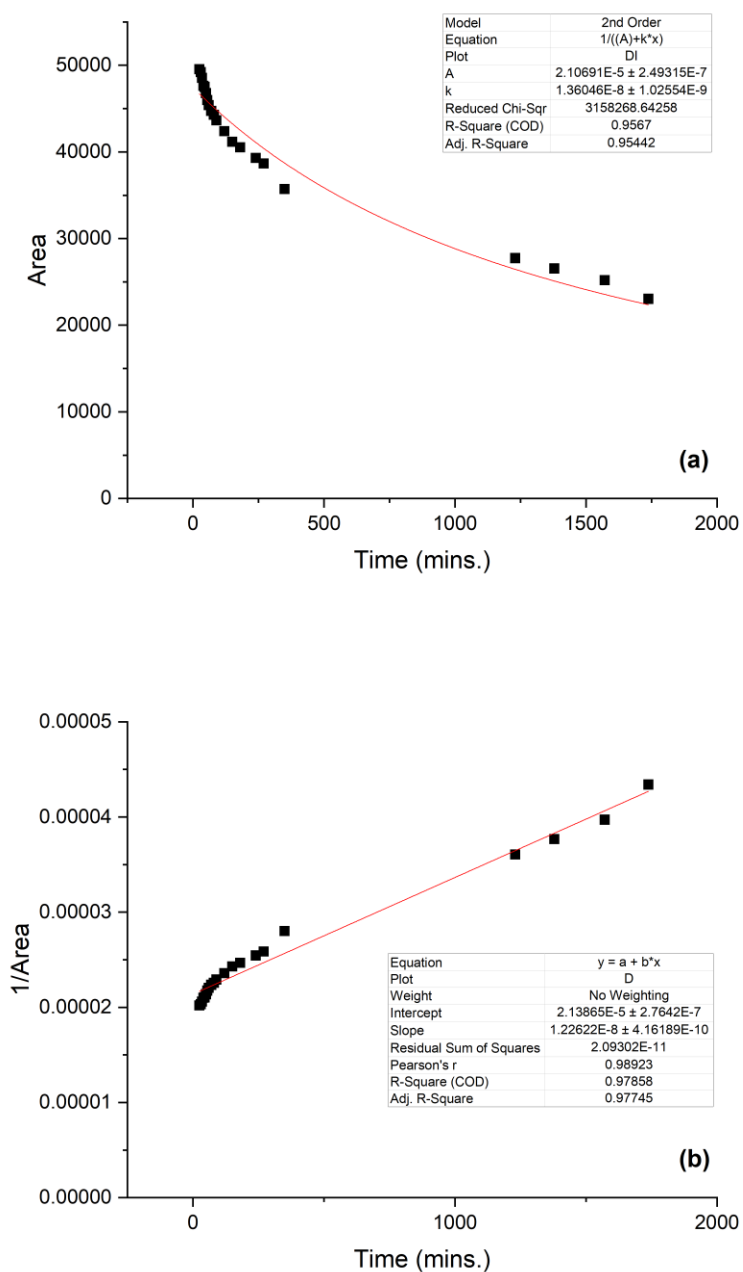 Model 2nd Order
Equation 1/((A)+k*x)
Plot DI
A 2.10691E-5 ± 2.49315E-7
k 1.36046E-8 ± 1.02554E-9
Reduced Chi-Sqr 3158268.64258
R-Square (COD) 0.9567
Adj. R-Square 0.95442
50000
40000
30000
20000
10000
0
Area
(a)
0 500 1000 1500 2000
Time (mins.)
0.00005
0.00004
0.00003
0.00002
0.00001
0.00000
1/Area
Equation y = a + b*x
Plot D
Weight No Weighting
Intercept 2.13865E-5 ± 2.7642E-7
Slope 1.22622E-8 ± 4.16189E-10
Residual Sum of Squares 2.09302E-11
Pearson's r 0.98923
R-Square (COD) 0.97858
Adj. R-Square 0.97745
(b)
0 1000 2000
Time (mins.)